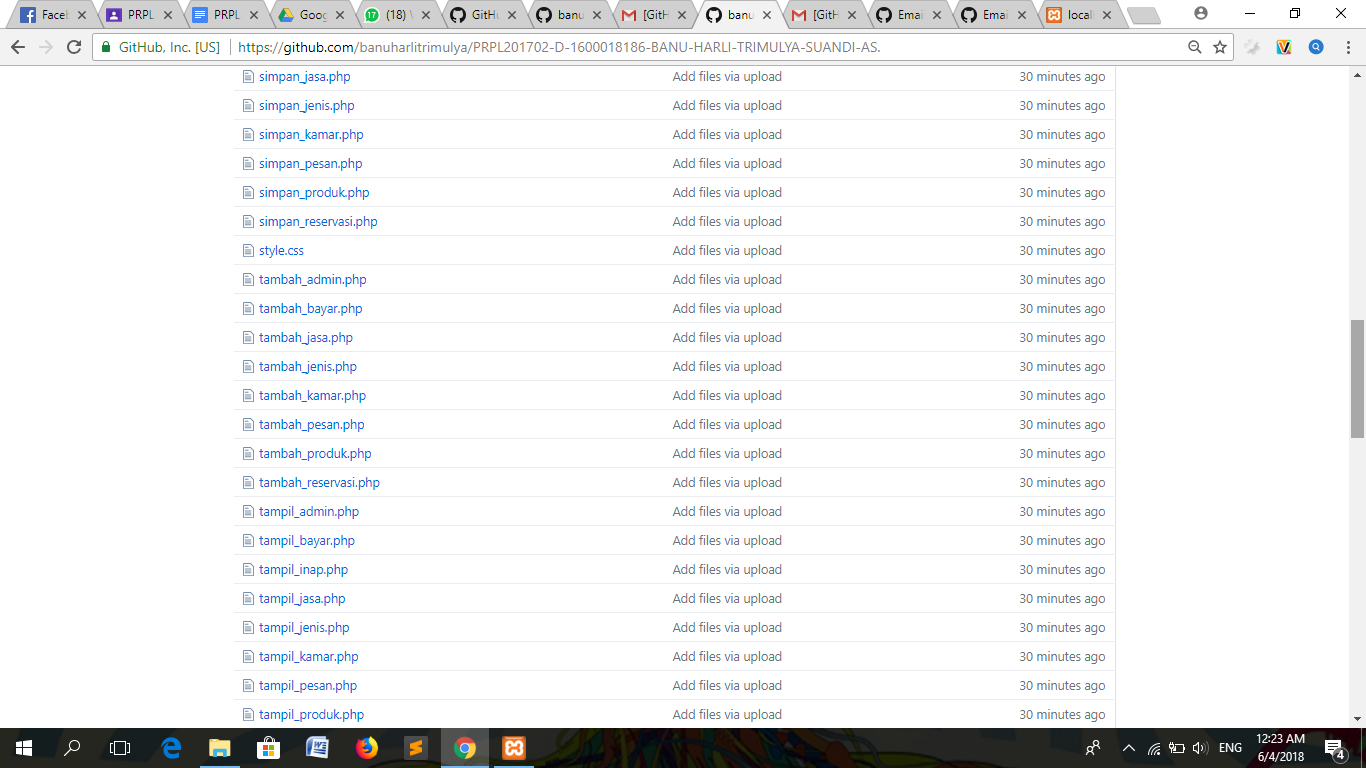 Faceb PRPL PRPL Goog (18) GitHu banu [GitH banu [GitH Emai Emai local
GitHub, Inc. [US] https://github.com/banuharlitrimulya/PRPL201702-D-1600018186-BANU-HARLI-TRIMULYA-SUANDI-AS.
simpan_jasa.php Add files via upload 30 minutes ago
simpan_jenis.php Add files via upload 30 minutes ago
simpan_kamar.php Add files via upload 30 minutes ago
simpan_pesan.php Add files via upload 30 minutes ago
simpan_produk.php Add files via upload 30 minutes ago
simpan_reservasi.php Add files via upload 30 minutes ago
style.css Add files via upload 30 minutes ago
tambah_admin.php Add files via upload 30 minutes ago
tambah_bayar.php Add files via upload 30 minutes ago
tambah_jasa.php Add files via upload 30 minutes ago
tambah_jenis.php Add files via upload 30 minutes ago
tambah_kamar.php Add files via upload 30 minutes ago
tambah_pesan.php Add files via upload 30 minutes ago
tambah_produk.php Add files via upload 30 minutes ago
tambah_reservasi.php Add files via upload 30 minutes ago
tampil_admin.php Add files via upload 30 minutes ago
tampil_bayar.php Add files via upload 30 minutes ago
tampil_inap.php Add files via upload 30 minutes ago
tampil_jasa.php Add files via upload 30 minutes ago
tampil_jenis.php Add files via upload 30 minutes ago
tampil_kamar.php Add files via upload 30 minutes ago
tampil_pesan.php Add files via upload 30 minutes ago
tampil_produk.php Add files via upload 30 minutes ago
ENG 12:23 AM
6/4/2018 4